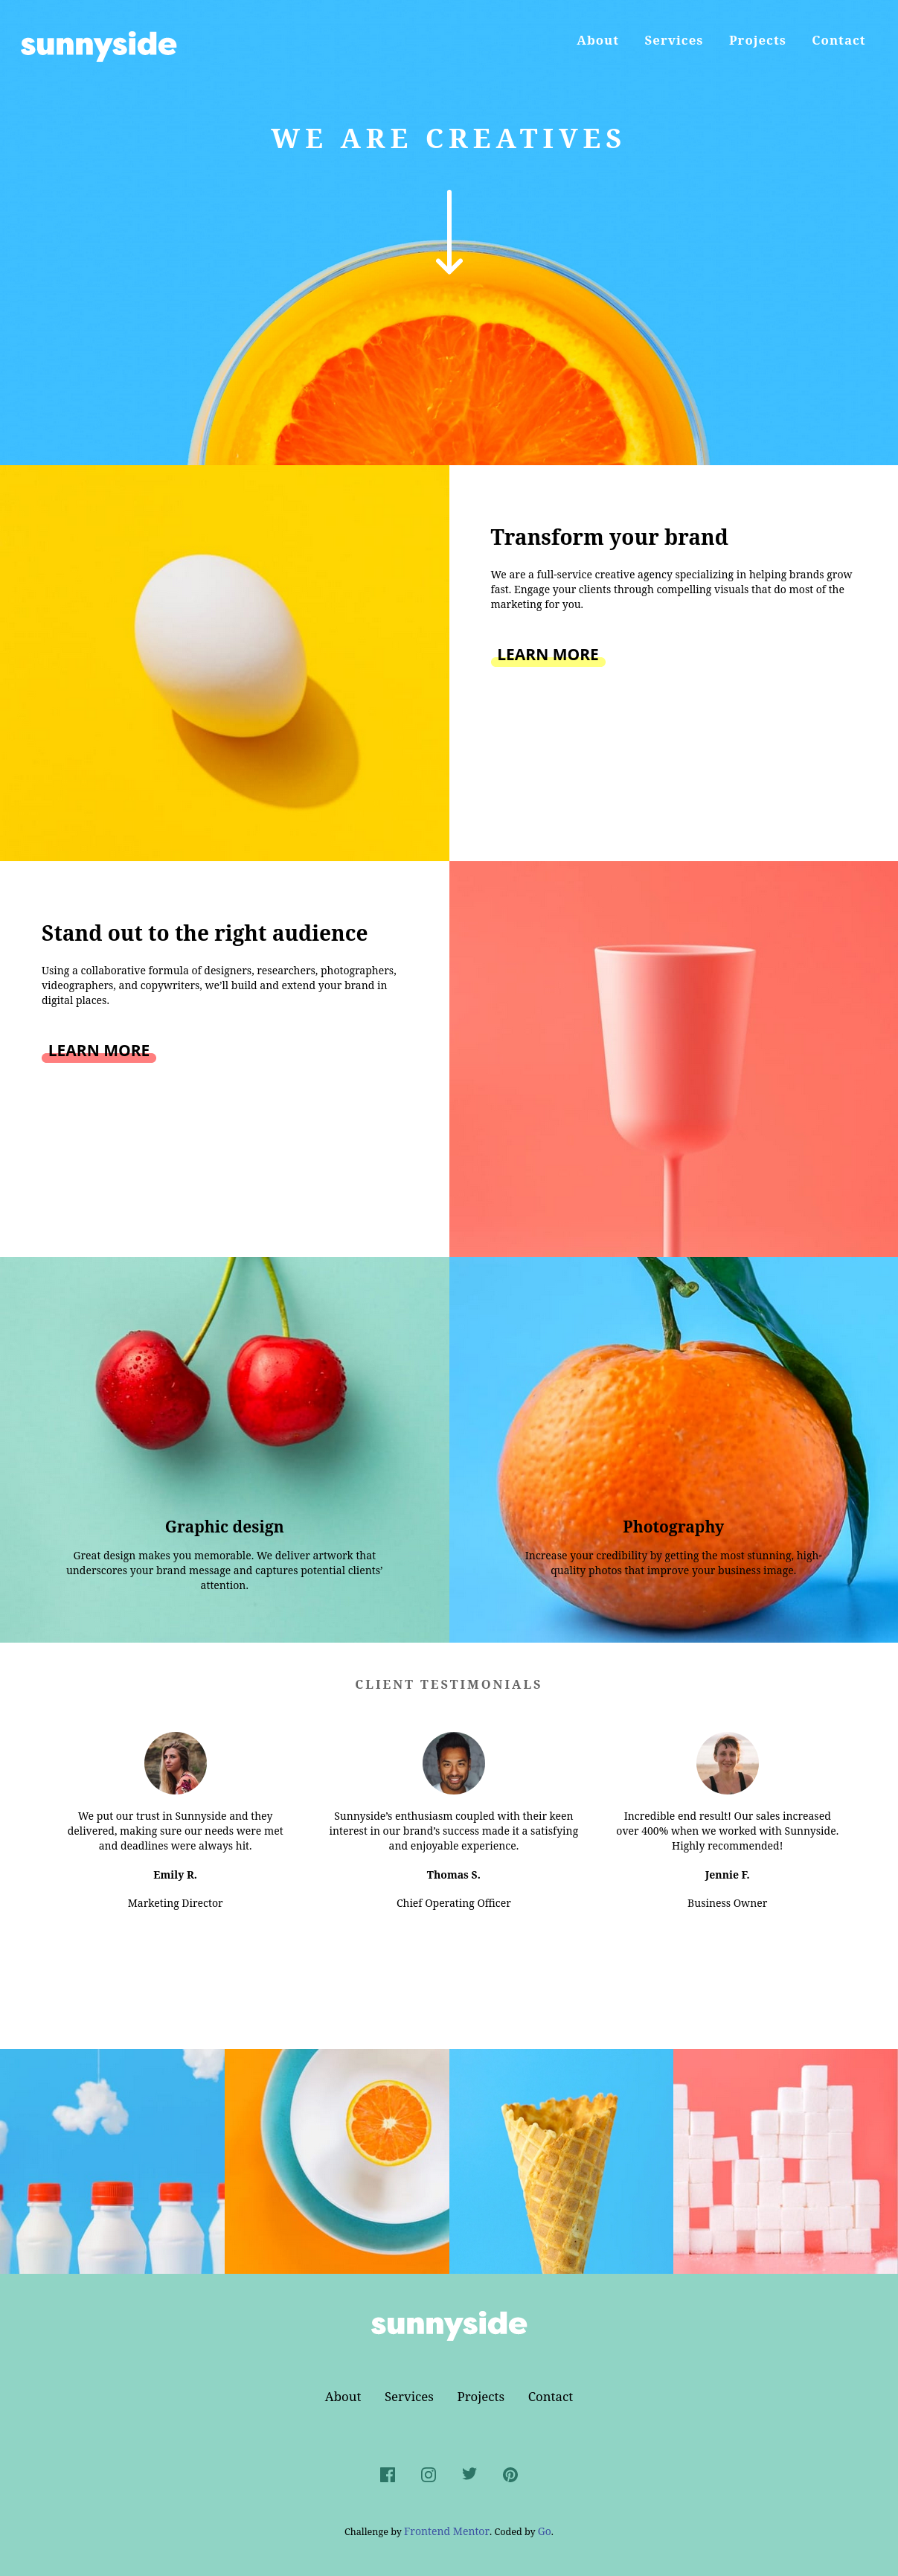 sunnyside
About Services Projects Contact
WE ARE CREATIVES
Transform your brand
We are a full-service creative agency specializing in helping brands grow
fast. Engage your clients through compelling visuals that do most of the
marketing for you.
LEARN MORE
Stand out to the right audience
Using a collaborative formula of designers, researchers, photographers,
videographers, and copywriters, we’ll build and extend your brand in
digital places.
LEARN MORE
Graphic design
Great design makes you memorable. We deliver artwork that
underscores your brand message and captures potential clients’
attention.
Photography
Increase your credibility by getting the most stunning, high-
quality photos that improve your business image.
CLIENT TESTIMONIALS
We put our trust in Sunnyside and they
delivered, making sure our needs were met
and deadlines were always hit.
Emily R.
Marketing Director
Sunnyside’s enthusiasm coupled with their keen
interest in our brand’s success made it a satisfying
and enjoyable experience.
Thomas S.
Chief Operating Officer
Incredible end result! Our sales increased
over 400% when we worked with Sunnyside.
Highly recommended!
Jennie F.
Business Owner
sunnyside
About Services Projects Contact
Challenge by Frontend Mentor. Coded by Go.